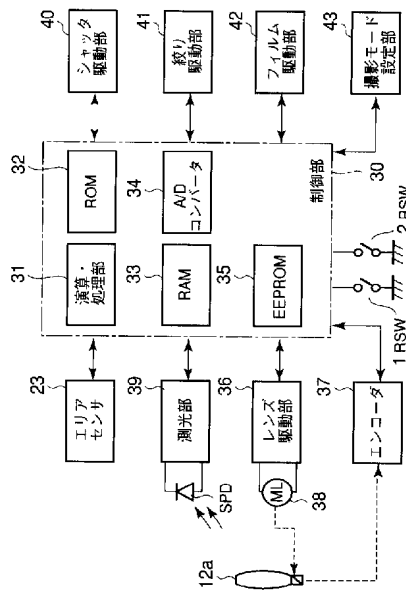 40
シャッタ
駆動部
41
絞り
駆動部
42
フィルム
駆動部
43
撮影モード
設定部
32
ROM
34
A/D
コンバータ
制御部
30
31
演算・
処理部
33
RAM
35
EEPROM
2RSW
1RSW
23
エリア
センサ
39
測光部
36
レンズ
駆動部
37
エンコーダ
SPD
ML
38
12a